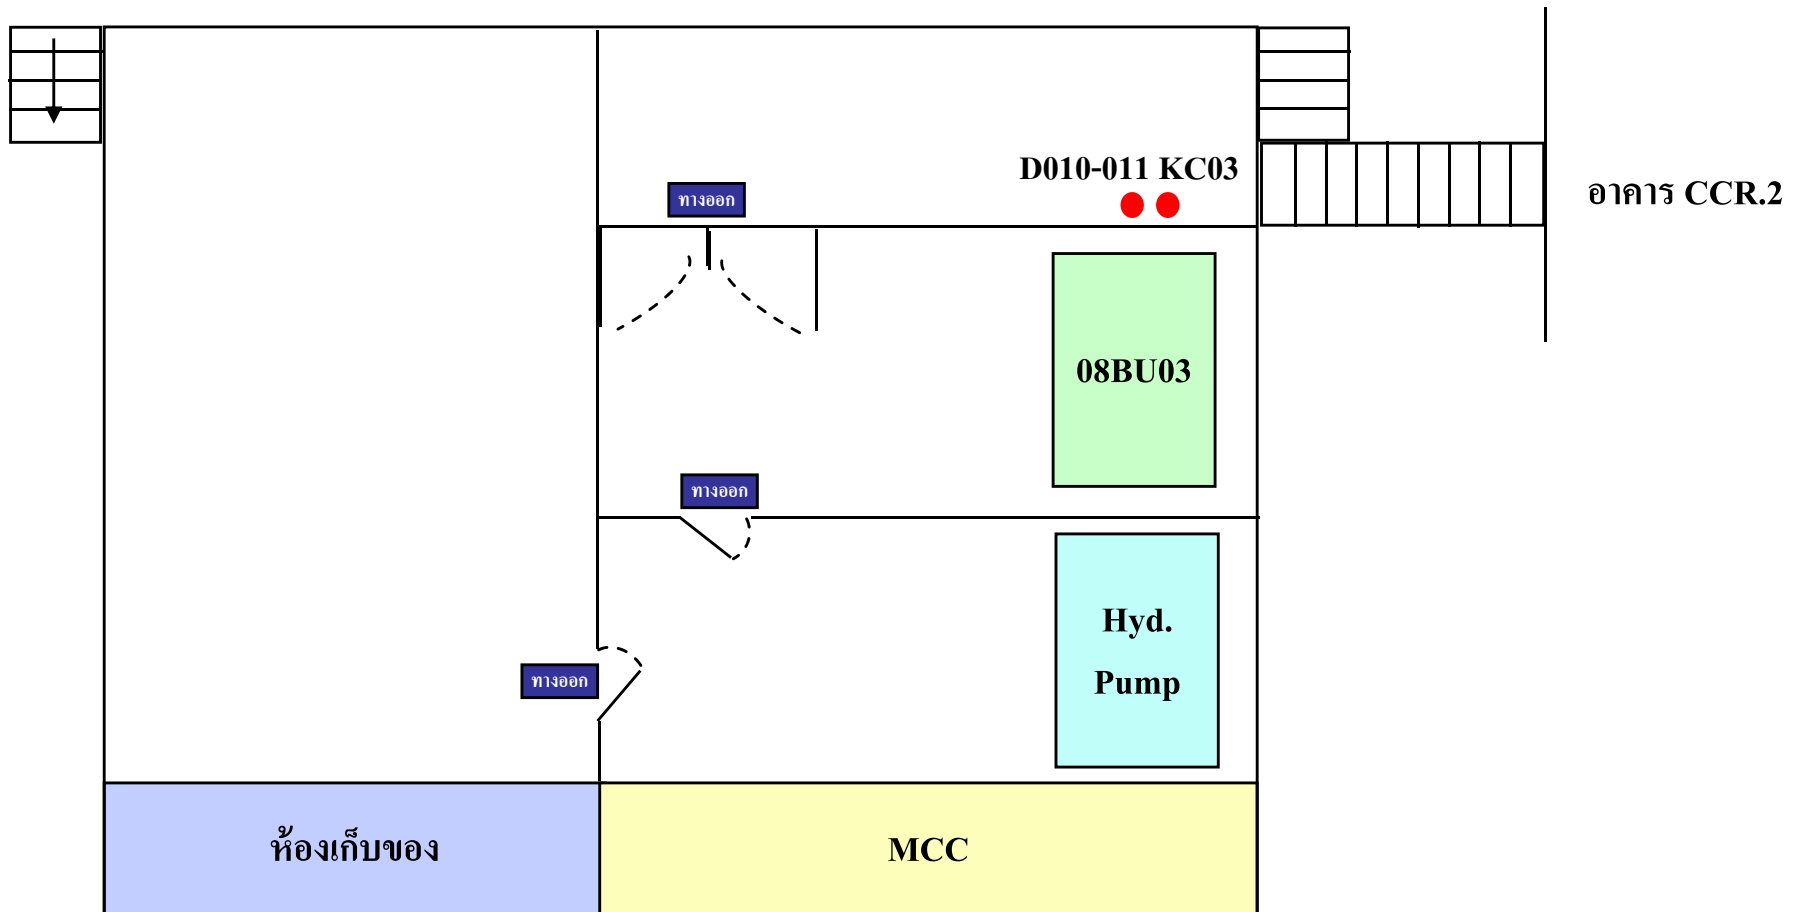 D010-011 KC03
ทางออก
อาคาร CCR.2
08BU03
ทางออก
Hyd.
Pump
ทางออก
ห้องเก็บของ
MCC